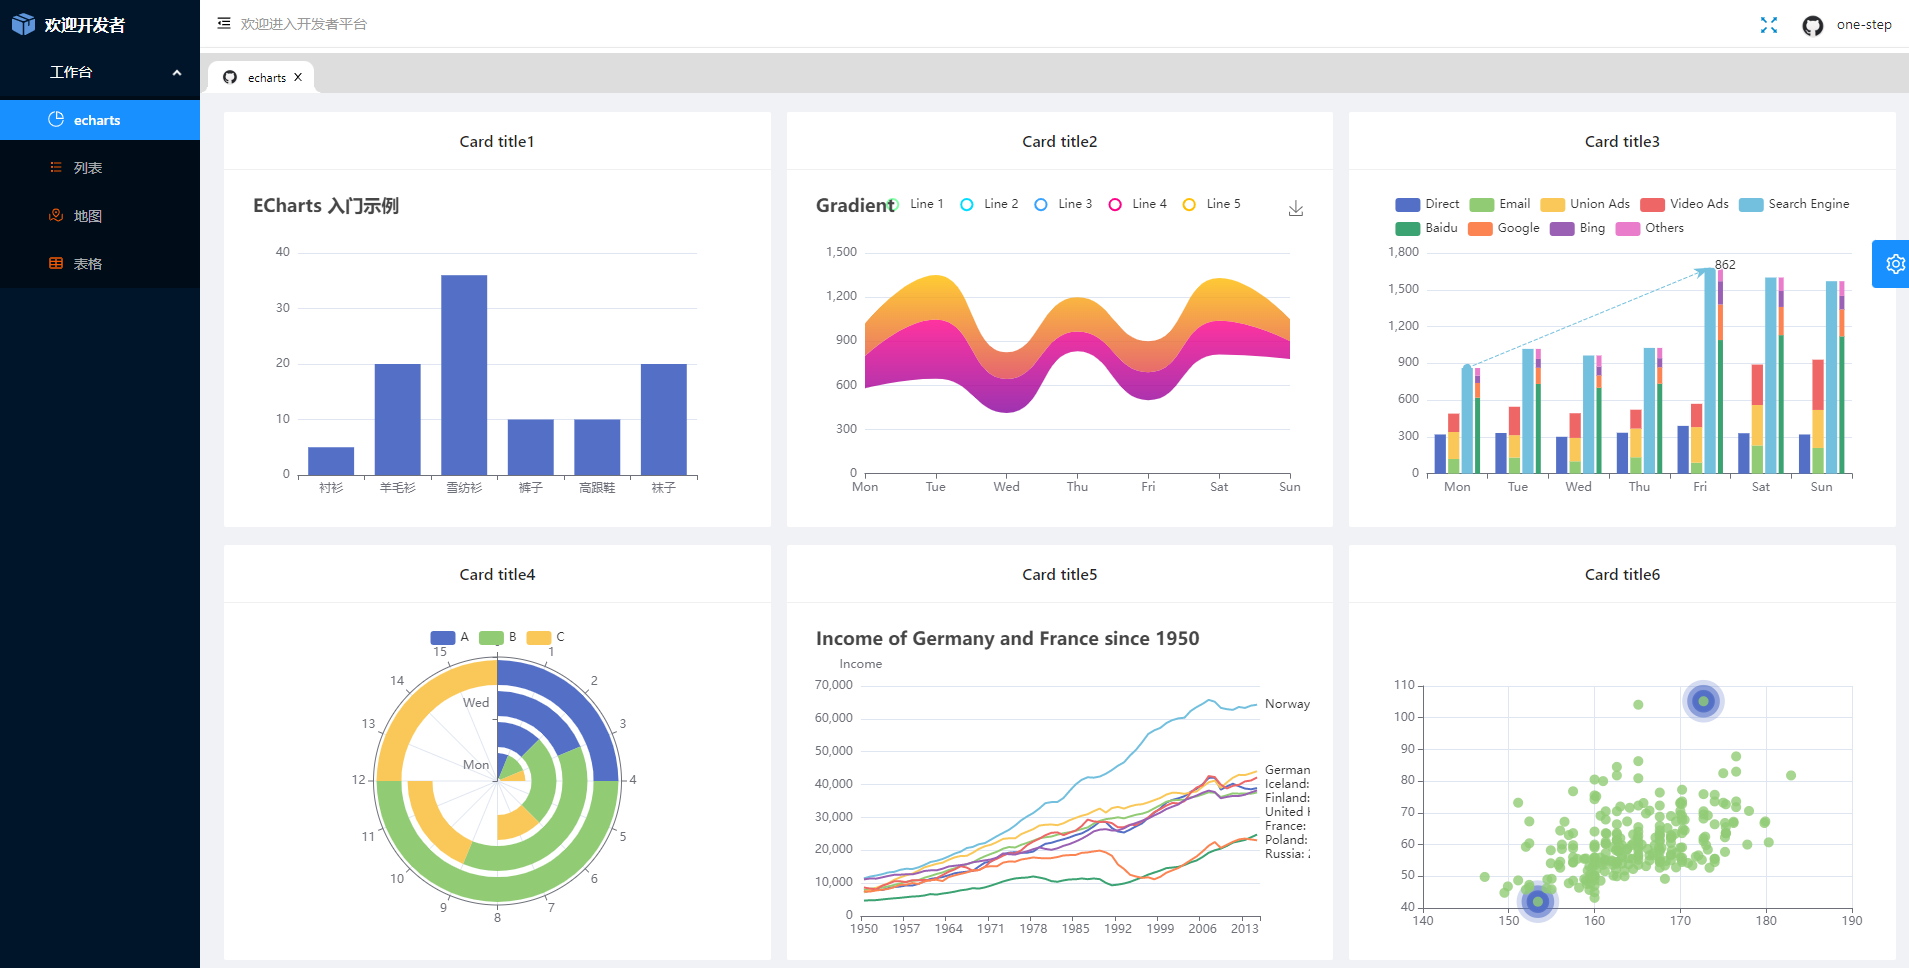 欢迎开发者
工作台
echarts
列表
地图
表格
欢迎进入开发者平台
one-step
echarts X
Card title1
ECharts 入门示例
40
30
20
10
0
衬衫 羊毛衫 雪纺衫 裤子 高跟鞋 袜子
Card title2
Gradient Line 1 Line 2 Line 3 Line 4 Line 5
1,500
1,200
900
600
300
0
Mon Tue Wed Thu Fri Sat Sun
Card title3
Direct Email Union Ads Video Ads Search Engine
Baidu Google Bing Others
862
1,800
1,500
1,200
900
600
300
0
Mon Tue Wed Thu Fri Sat Sun
Card title4
A B C
15 1
14 2
13 3
12 4
11 5
10 6
9 7
8
Wed
Mon
Card title5
Income of Germany and France since 1950
Income
70,000
60,000
50,000
40,000
30,000
20,000
10,000
0
1950 1957 1964 1971 1978 1985 1992 1999 2006 2013
Norway
German
Iceland:
Finland:
United
France:
Poland:
Russia:
Card title6
110
100
90
80
70
60
50
40
140 150 160 170 180 190